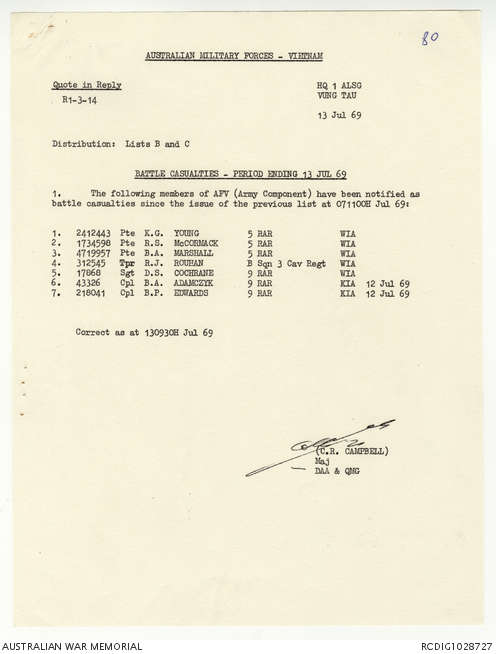 80
AUSTRALIAN MILITARY FORCES - VIETNAM
Quote in Reply
HQ 1 ALSG
VUNG TAU
R1-3-14
13 Jul 69
Distribution: Lists B and C
BATTLE CASUALTIES - PERIOD ENDING 13 JUL 69
1. The following members of AFV (Army Component) have been notified as
battle casualties since the issue of the previous list at 071100H Jul 69:
1. 2412443 Pte K.G. YOUNG 5 RAR WIA
2. 1734598 Pte R.S. McCORMACK 5 RAR WIA
3. 4719957 Pte B.A. MARSHALL 5 RAR WIA
4. 312545 Tpr R.J. ROUHAN B Sqn 3 Cav Regt WIA
5. 17868 Sgt D.S. COCHRANE 9 RAR WIA
6. 43326 Cpl B.A. ADAMCZYK 9 RAR KIA 12 Jul 69
7. 218041 Cpl B.P. EDWARDS 9 RAR KIA 12 Jul 69
Correct as at 130930H Jul 69
(C.R. CAMPBELL)
Maj
DAA & QMG
AUSTRALIAN WAR MEMORIAL RCDIG1028727